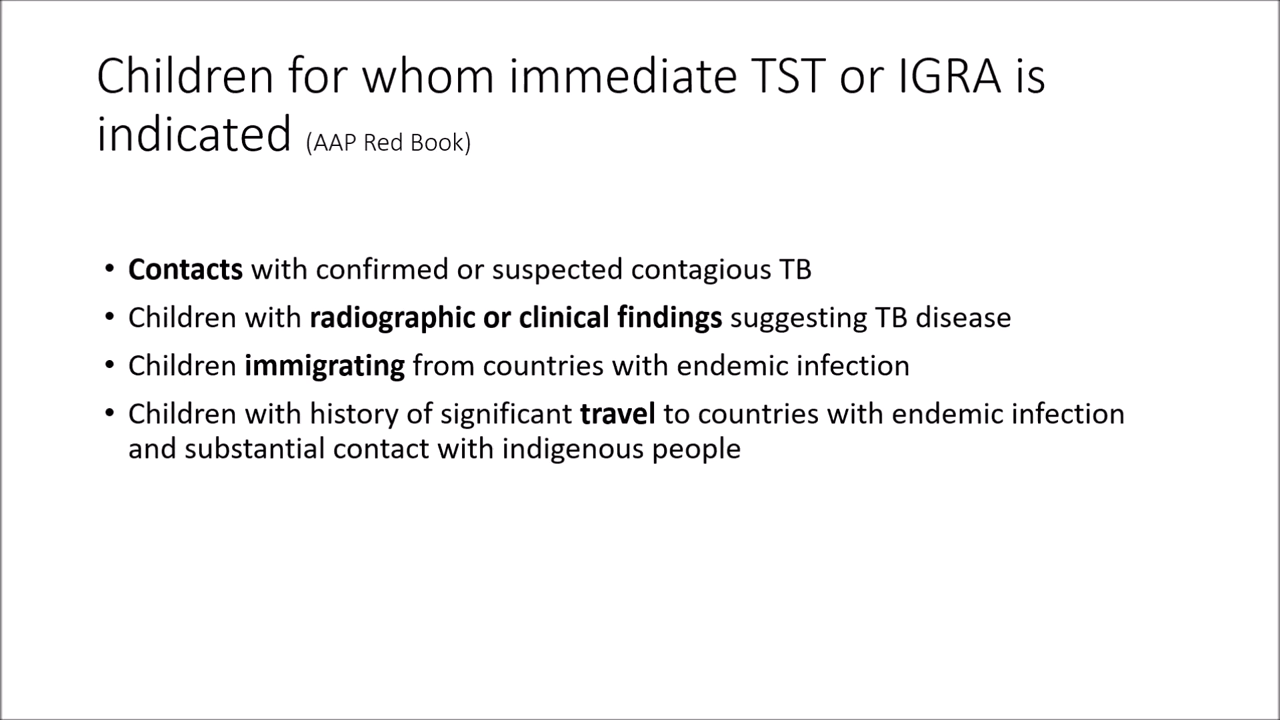 Children for whom immediate TST or IGRA is
indicated (AAP Red Book)
• Contacts with confirmed or suspected contagious TB
• Children with radiographic or clinical findings suggesting TB disease
• Children immigrating from countries with endemic infection
• Children with history of significant travel to countries with endemic infection
and substantial contact with indigenous people